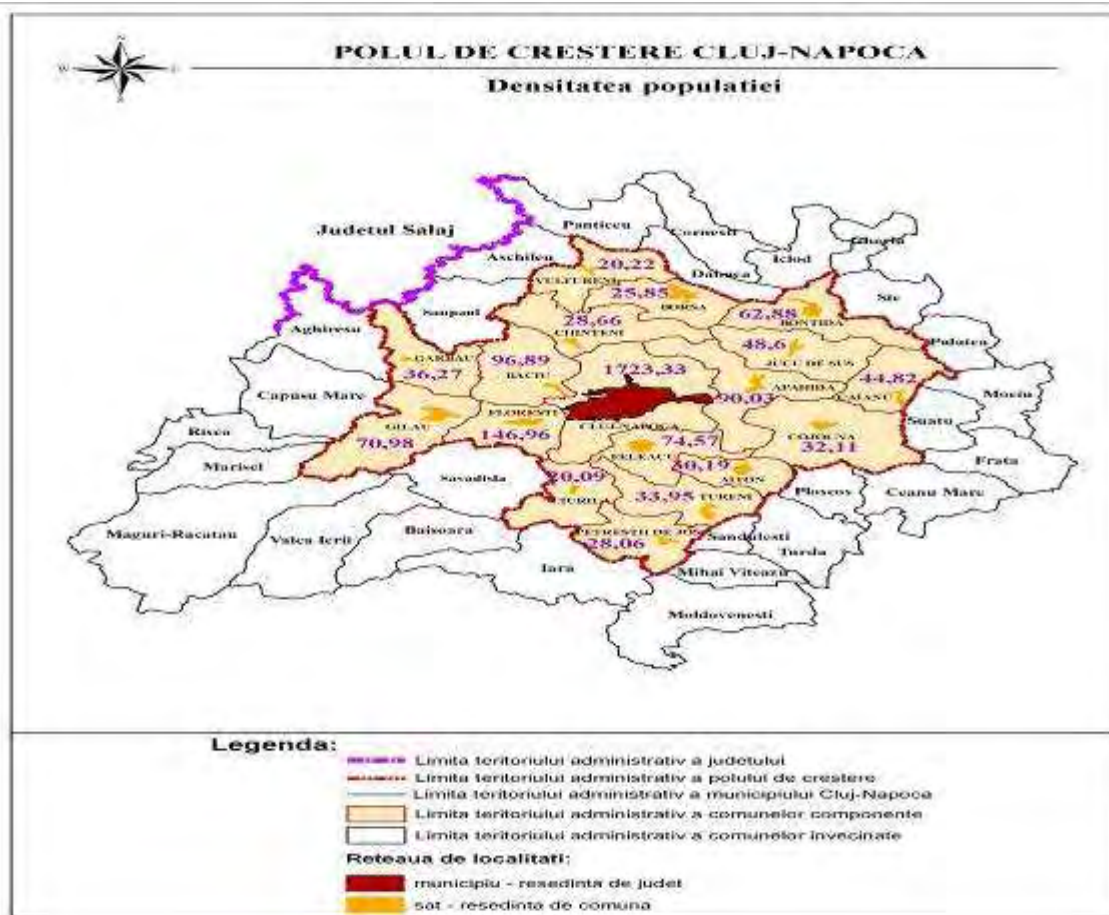 POLUL DE CRESTERE CLUJ-NAPOCA
Densitatea populatiei
W
Judetul Salaj
Panticeu
Cornesti
Aschileu
Iclod
Dabaca
20,22
VULTURENI
25,85
BORSA
Sanpaul
Aghiresu
28,66
CHINTENI
62,88
BONTIDA
48,6
JUCU DE SUS
Palatca
GARBAU
36,27
96,89
BACIU
1723,33
APAHIDA
90,03
44,82
CAIANU
Mociu
Capusu Mare
Suatu
GILAU
70,98
FLORESTI
146,96
CLUJ-NAPOCA
74,57
FELEACU
COJOCNA
32,11
Risca
Marisel
Frata
Savadisla
20,09
30,19
AITON
Ploscos
Ceanu Mare
33,95
TURENI
Maguri-Racatau
Valea Ierii
Baisoara
PETRESTII DE JOS
28,06
Sandulesti
Turda
Iara
Mihai Viteazu
Moldovenesti
Legenda:
Limita teritoriului administrativ a judetului
Limita teritoriului administrativ a polului de crestere
Limita teritoriului administrativ a municipiului Cluj-Napoca
Limita teritoriului administrativ a comunelor componente
Limita teritoriului administrativ a comunelor invecinate
Reteaua de localitati:
municipiu - resedinta de judet
sat - resedinta de comuna